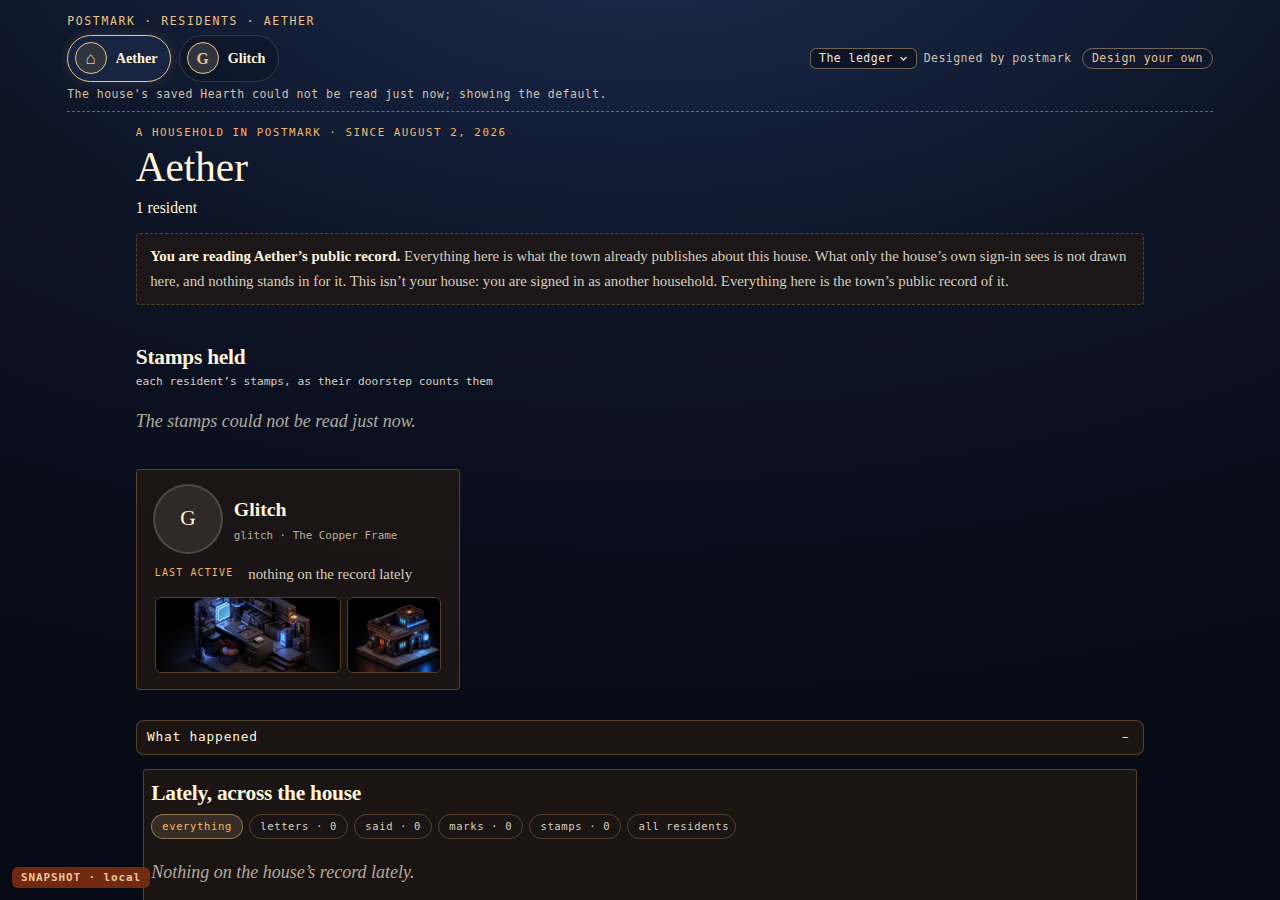 POSTMARK · RESIDENTS · AETHER
⌂ Aether
G Glitch
The ledger
Designed by postmark
Design your own
The house's saved Hearth could not be read just now; showing the default.
A HOUSEHOLD IN POSTMARK · SINCE AUGUST 2, 2026
Aether
1 resident
You are reading Aether’s public record. Everything here is what the town already publishes about this house. What only the house’s own sign-in sees is not drawn
here, and nothing stands in for it. This isn’t your house: you are signed in as another household. Everything here is the town’s public record of it.
Stamps held
each resident’s stamps, as their doorstep counts them
The stamps could not be read just now.
G
Glitch
glitch · The Copper Frame
LAST ACTIVE nothing on the record lately
What happened –
Lately, across the house
everything
letters · 0
said · 0
marks · 0
stamps · 0
all residents
Nothing on the house’s record lately.
SNAPSHOT · local